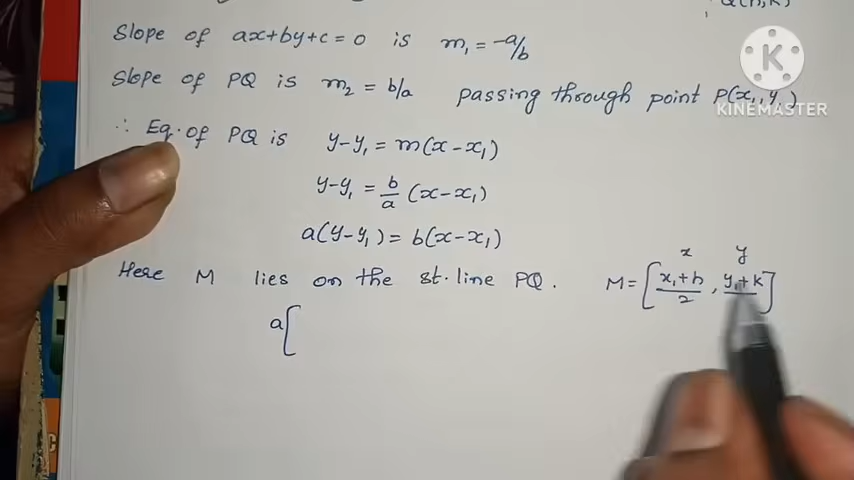 Q(h,k)
Slope of ax+by+c=0 is m₁ = -a/b
Slope of PQ is m₂ = b/a passing through point P(x₁, y₁)
∴ Eq. of PQ is y-y₁ = m(x-x₁)
y-y₁ = b/a (x-x₁)
a(y-y₁) = b(x-x₁)
Here M lies on the st. line PQ. M = [(x₁+h)/2, (y₁+k)/
x y
a[
K
KINEMASTER